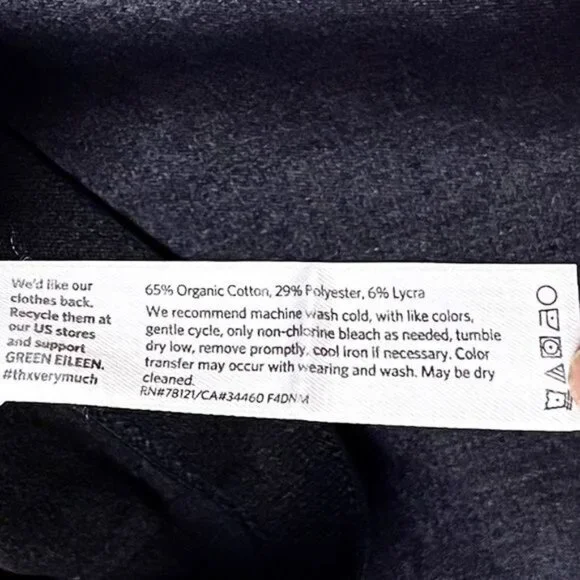 We'd like our
clothes back.
Recycle them at
our US stores
and support
GREEN EILEEN.
#thxverymuch
65% Organic Cotton, 29% Polyester, 6% Lycra
We recommend machine wash cold, with like colors,
gentle cycle, only non-chlorine bleach as needed, tumble
dry low, remove promptly, cool iron if necessary. Color
transfer may occur with wearing and wash. May be dry
cleaned.
RN#78121/CA#34460 F4DNM